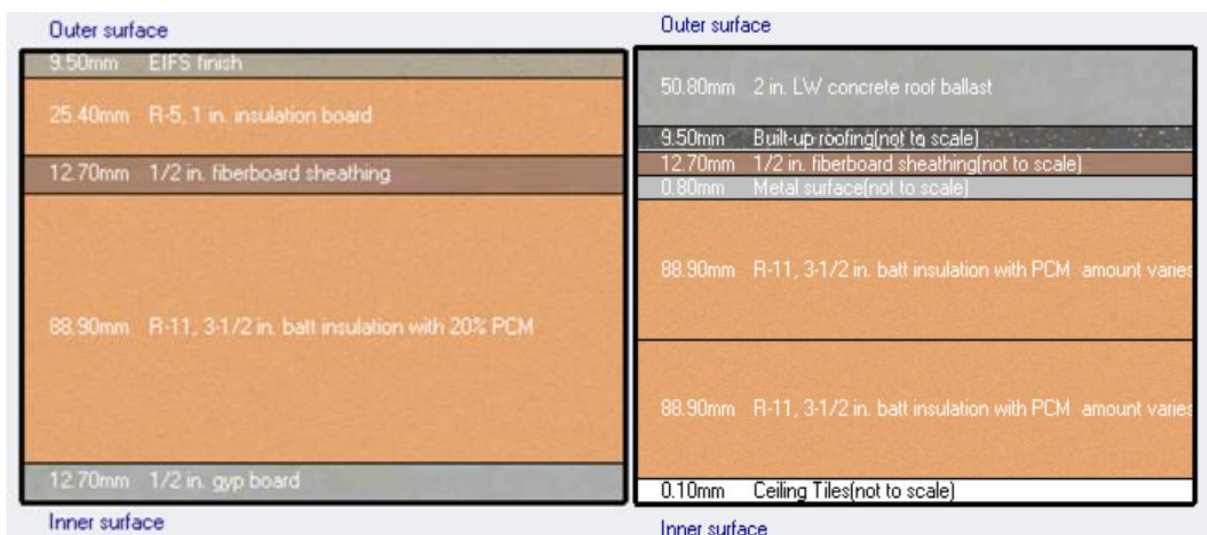 Outer surface
9.50mm EIFS finish
25.40mm R-5, 1 in. insulation board
12.70mm 1/2 in. fiberboard sheathing
88.90mm R-11, 3-1/2 in. batt insulation with 20% PCM
12.70mm 1/2 in. gyp board
Inner surface
Outer surface
50.80mm 2 in. LW concrete roof ballast
9.50mm Built-up roofing(not to scale)
12.70mm 1/2 in. fiberboard sheathing(not to scale)
0.80mm Metal surface(not to scale)
88.90mm R-11, 3-1/2 in. batt insulation with PCM amount varies
88.90mm R-11, 3-1/2 in. batt insulation with PCM amount varies
0.10mm Ceiling Tiles(not to scale)
Inner surface